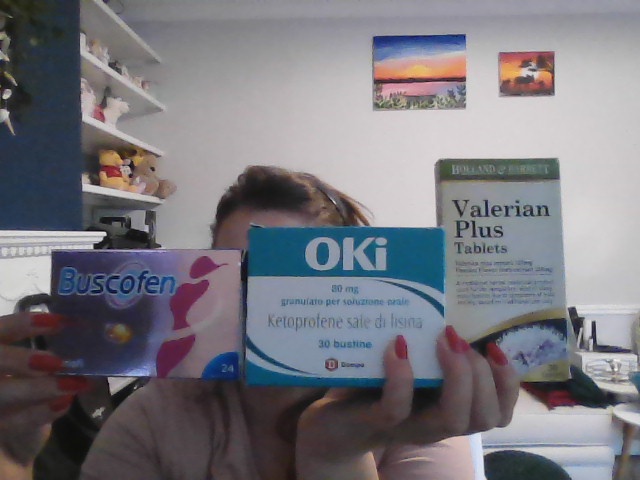 Buscofen
24
OKi
80 mg
granulato per soluzione orale
Ketoprofene sale di lisina
30 bustine
Dompé
HOLLAND & BARRETT
Valerian
Plus
Tablets